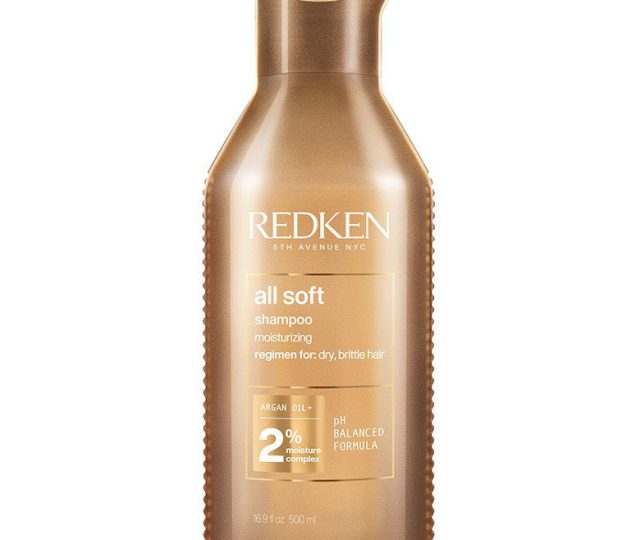 REDKEN
5TH AVENUE NYC
all soft
shampoo
moisturizing
regimen for: dry, brittle hair
ARGAN OIL+
2%
moisture
complex
pH
BALANCED
FORMULA
16.9 fl oz 500 ml